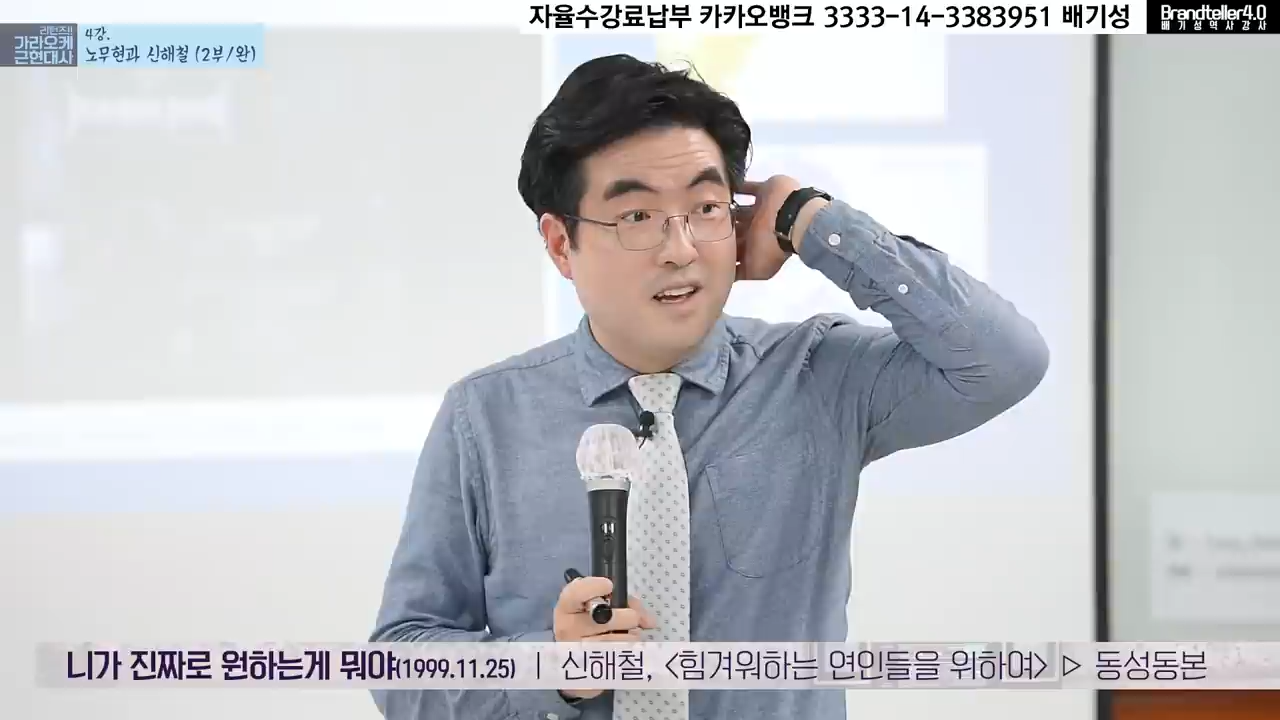 리턴즈!!
가라오케
근현대사
4강.
노무현과 신해철 (2부/완)
자율수강료납부 카카오뱅크 3333-14-3383951 배기성
Brandteller4.0
배기성역사강사
니가 진짜로 원하는게 뭐야(1999.11.25) | 신해철, <힘겨워하는 연인들을 위하여> ▷ 동성동본